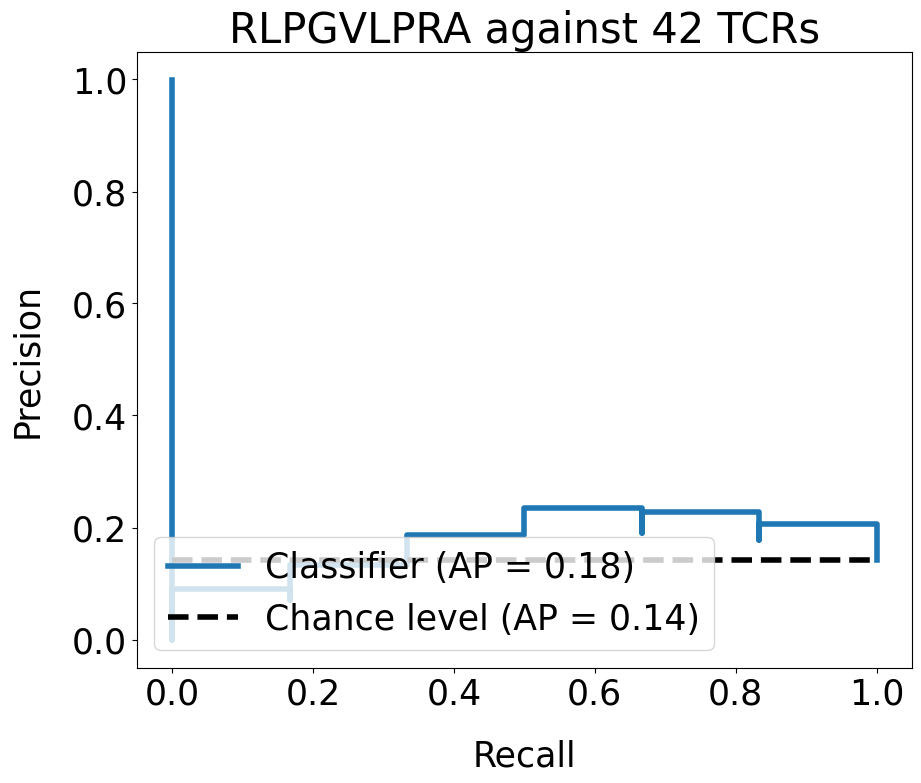 RLPGVLPRA against 42 TCRs
1.0
0.8
0.6
0.4
0.2
0.0
Precision
Classifier (AP = 0.18)
Chance level (AP = 0.14)
0.0 0.2 0.4 0.6 0.8 1.0
Recall